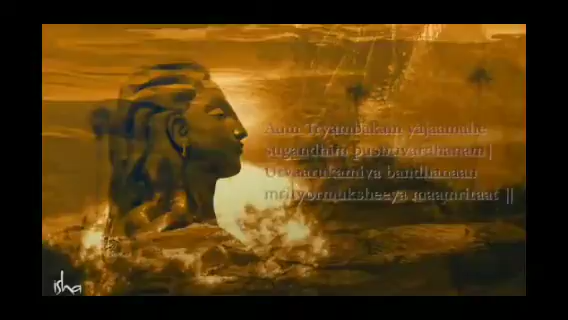 Aum Tryambakam yajaamahe
sugandhim pushtivardhanam|
Urvaarukamiva bandhanaan
mrityormuksheeya maamritaat ||
isha